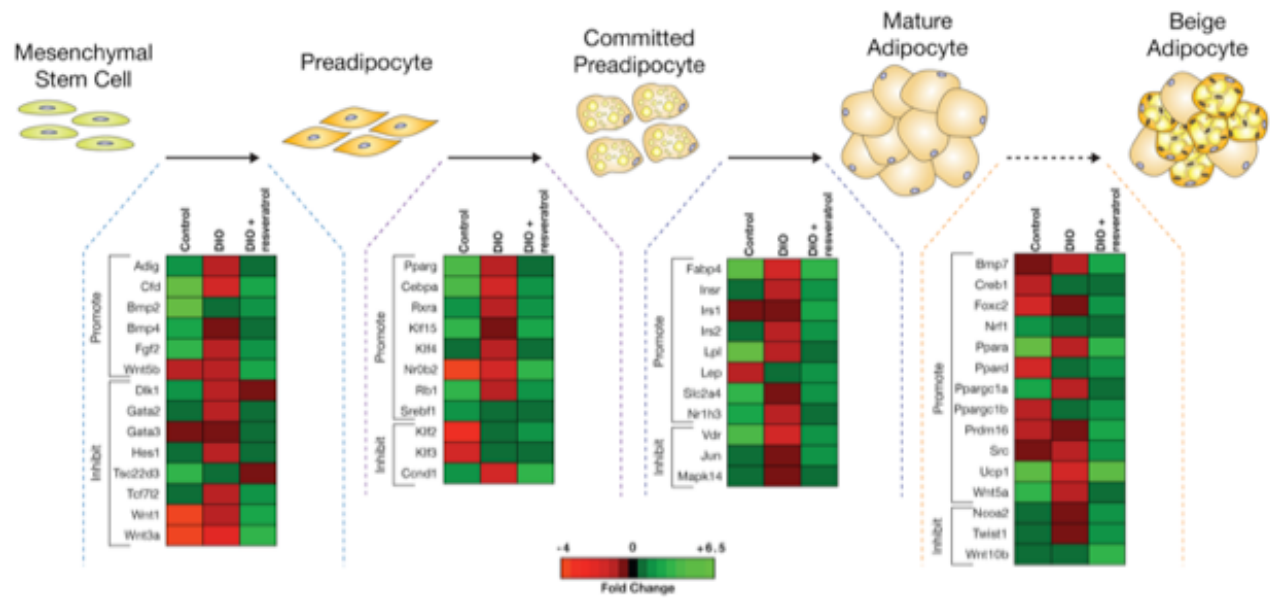 Mesenchymal
Stem Cell
Preadipocyte
Committed
Preadipocyte
Mature
Adipocyte
Beige
Adipocyte
Control
DIO
DIO +
resveratrol
Promote
Adig
Cfd
Bmp2
Bmp4
Fgf2
Wnt5b
Inhibit
Dlk1
Gata2
Gata3
Hes1
Tsc22d3
Tcf7l2
Wnt1
Wnt3a
Control
DIO
DIO +
resveratrol
Promote
Pparg
Cebpa
Rxra
Klf15
Klf4
Nr0b2
Rb1
Srebf1
Inhibit
Klf2
Klf3
Ccnd1
Control
DIO
DIO +
resveratrol
Promote
Fabp4
Insr
Irs1
Irs2
Lpl
Lep
Slc2a4
Nr1h3
Inhibit
Vdr
Jun
Mapk14
Control
DIO
DIO +
resveratrol
Promote
Bmp7
Creb1
Foxc2
Nrf1
Ppara
Ppard
Ppargc1a
Ppargc1b
Prdm16
Src
Ucp1
Wnt5a
Inhibit
Ncoa2
Twist1
Wnt10b
-4 0 +6.5
Fold Change